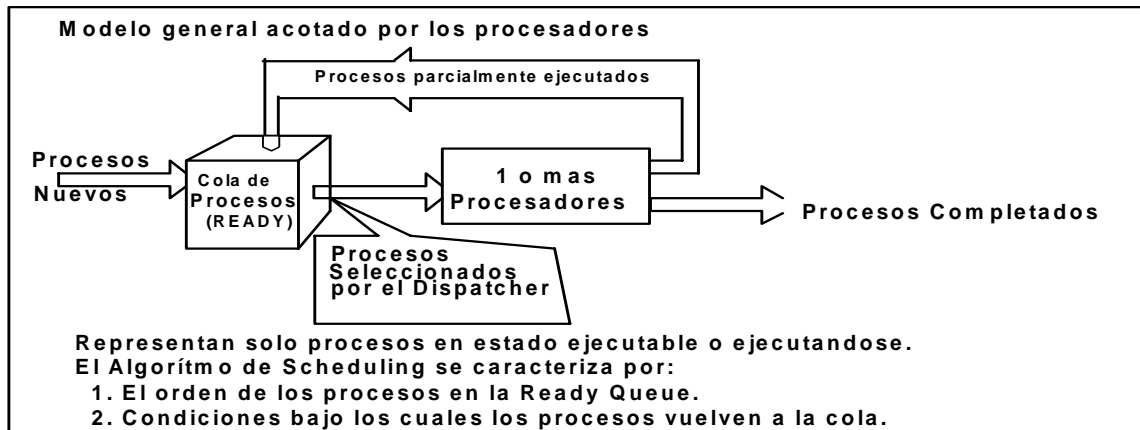 Modelo general acotado por los procesadores
Procesos parcialmente ejecutados
Procesos
Nuevos
Cola de
Procesos
(READY)
1 o mas
Procesadores
Procesos Completados
Procesos
Seleccionados
por el Dispatcher
Representan solo procesos en estado ejecutable o ejecutandose.
El Algorítmo de Scheduling se caracteriza por:
1. El orden de los procesos en la Ready Queue.
2. Condiciones bajo los cuales los procesos vuelven a la cola.